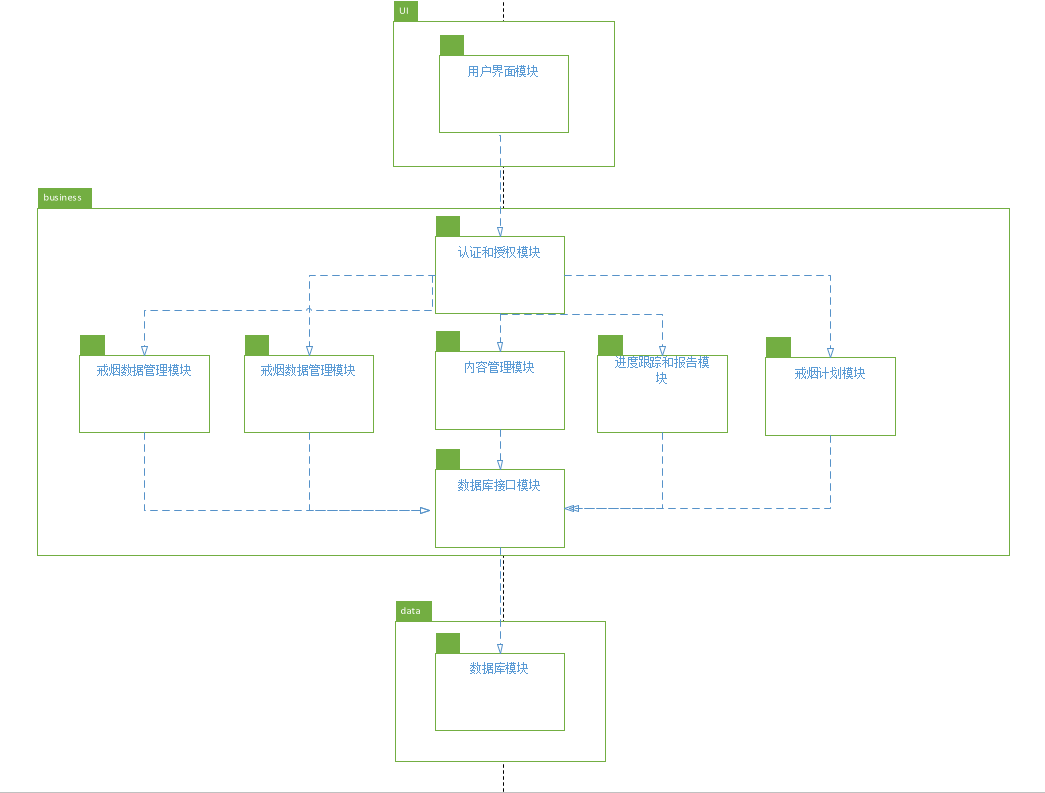 UI
用户界面模块
business
认证和授权模块
戒烟数据管理模块
戒烟数据管理模块
内容管理模块
进度跟踪和报告模
块
戒烟计划模块
数据库接口模块
data
数据库模块